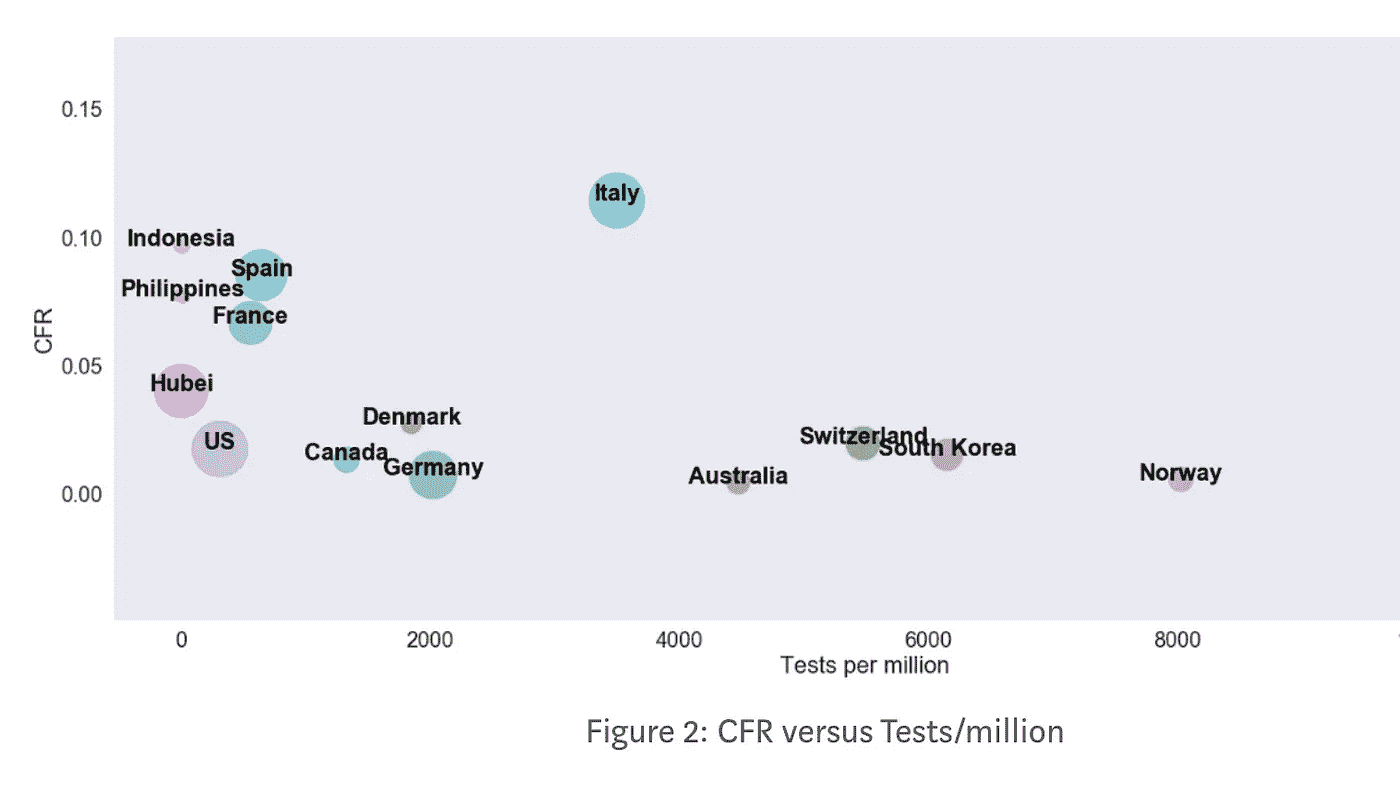 0.15
Italy
0.10
Indonesia
Spain
Philippines
France
CFR
0.05
Hubei
Denmark
US
Canada
Germany
Switzerland
South Korea
Australia
Norway
0.00
0 2000 4000 6000 8000
Tests per million
Figure 2: CFR versus Tests/million